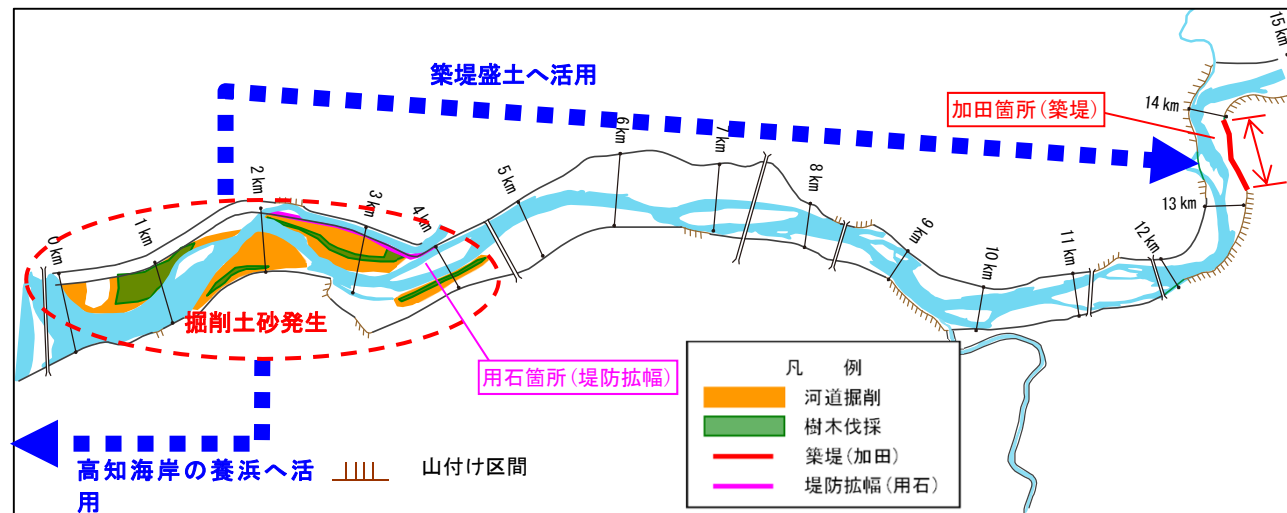 築堤盛土へ活用
加田箇所(築堤)
0 km
1 km
2 km
3 km
4 km
5 km
6 km
7 km
8 km
9 km
10 km
11 km
12 km
13 km
14 km
15 km
掘削土砂発生
用石箇所(堤防拡幅)
高知海岸の養浜へ活
用
山付け区間
凡 例
河道掘削
樹木伐採
築堤(加田)
堤防拡幅(用石)